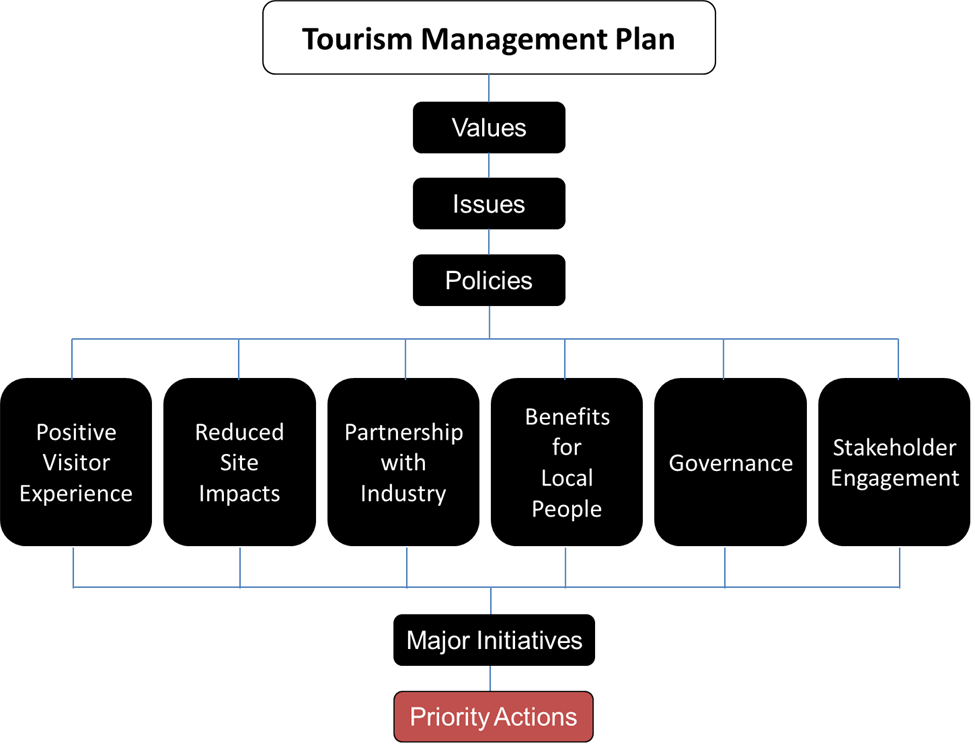 Tourism Management Plan
Values
Issues
Policies
Positive
Visitor
Experience
Reduced
Site
Impacts
Partnership
with
Industry
Benefits
for
Local
People
Governance
Stakeholder
Engagement
Major Initiatives
Priority Actions